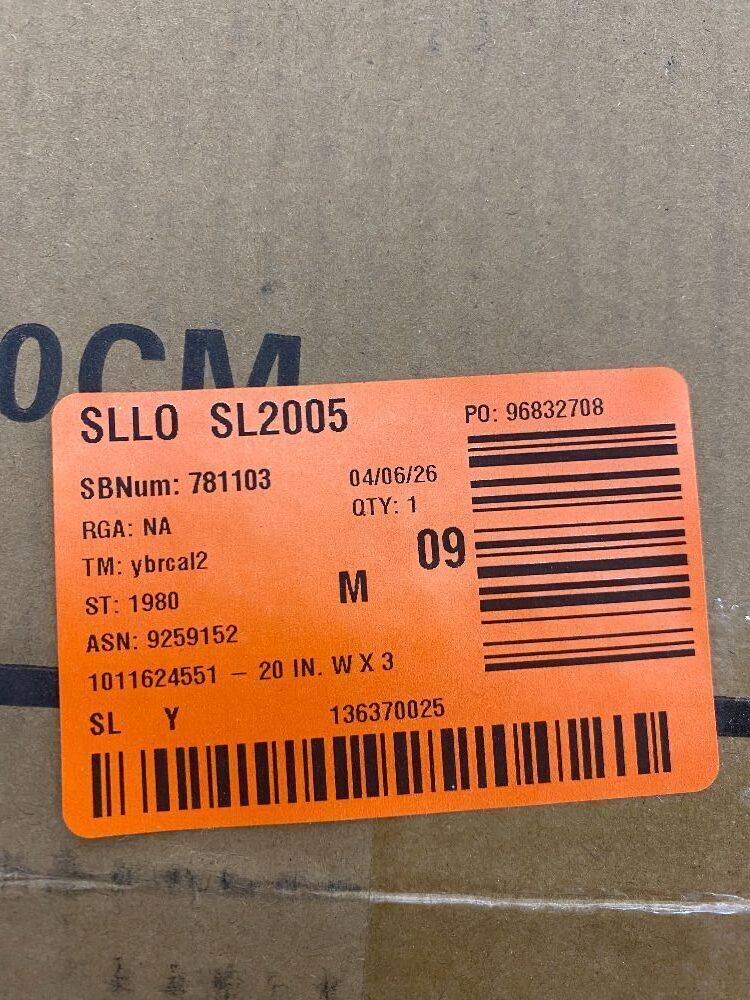 0CM
SLLO SL2005
PO: 96832708
SBNum: 781103
04/06/26
QTY: 1
RGA: NA
09
TM: ybrcal2
M
ST: 1980
ASN: 9259152
1011624551 – 20 IN. W X 3
SL Y 136370025